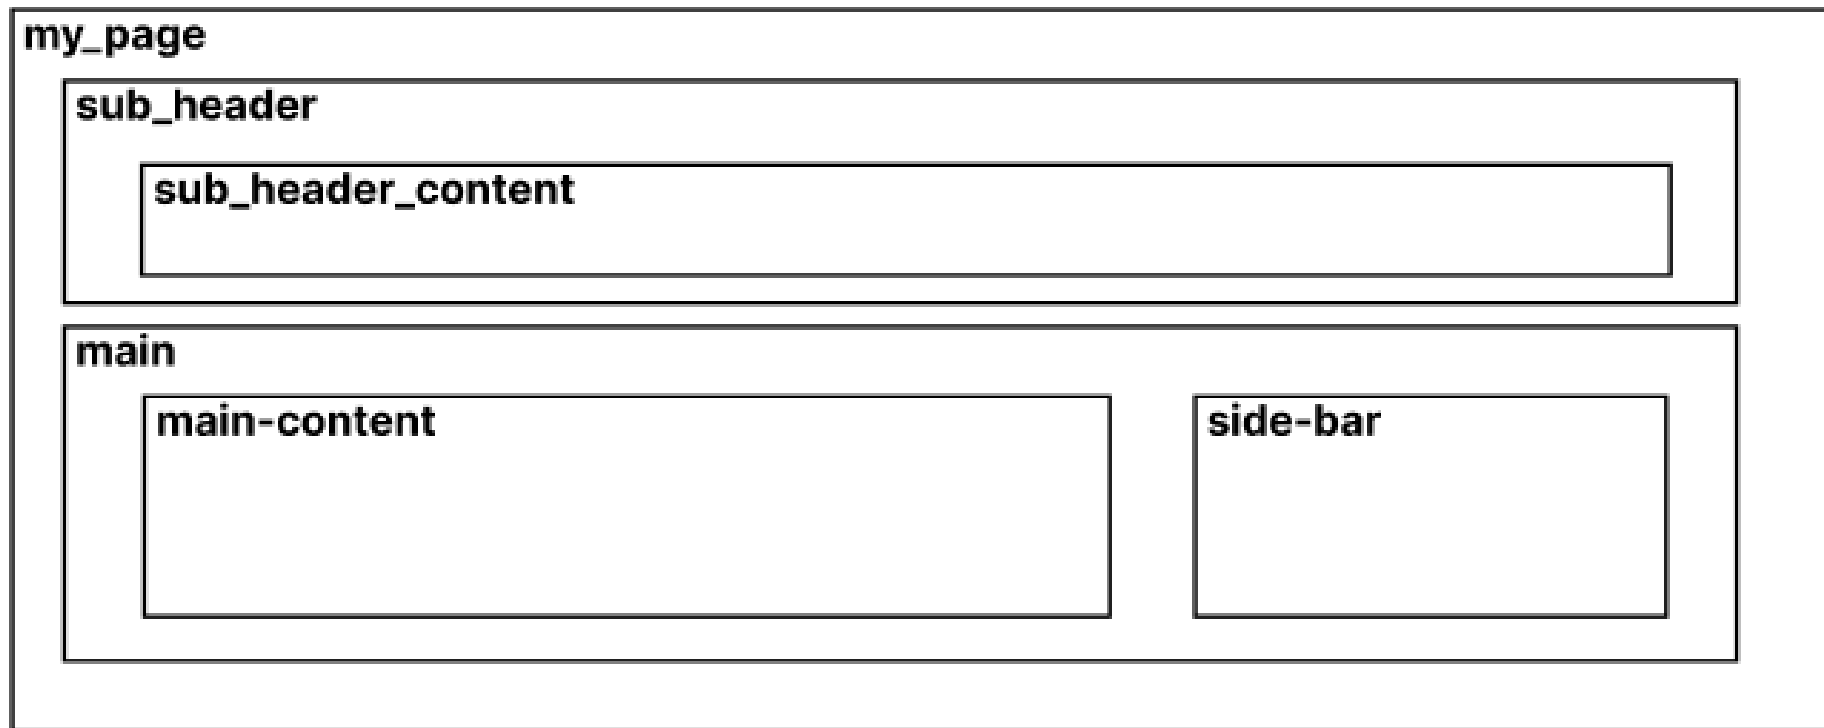 my_page
sub_header
sub_header_content
main
main-content
side-bar